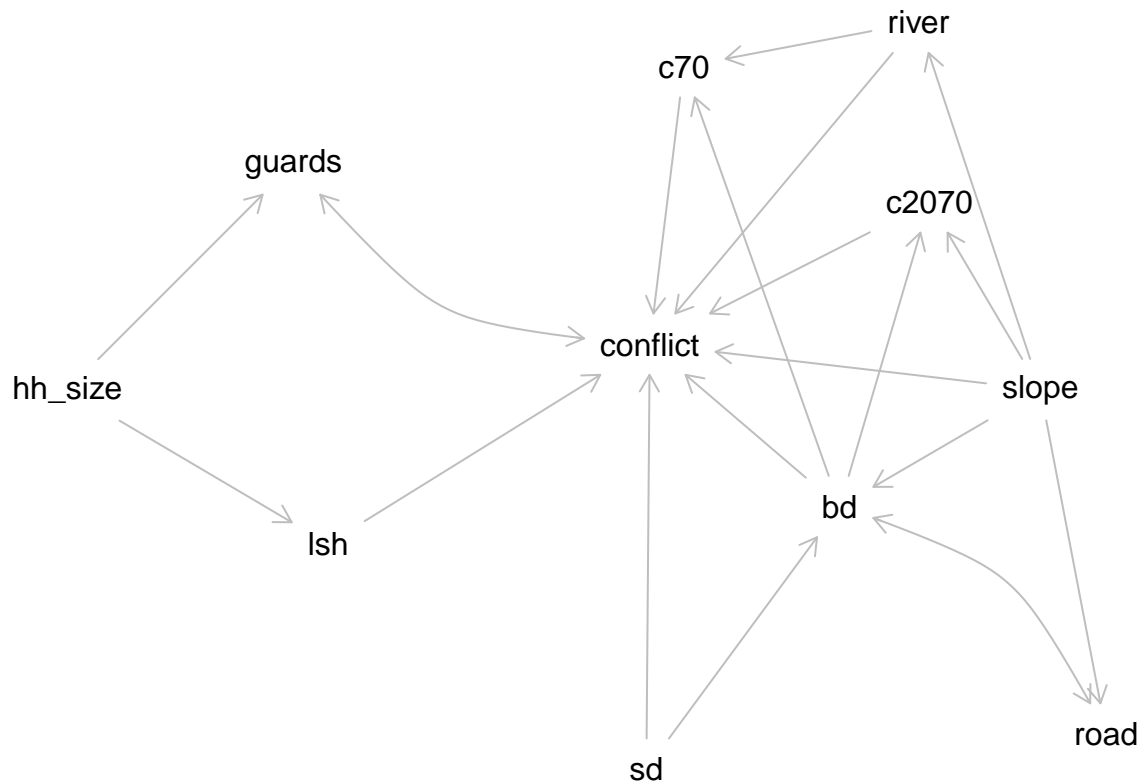 river
c70
guards
c2070
conflict
hh_size
slope
bd
lsh
road
sd